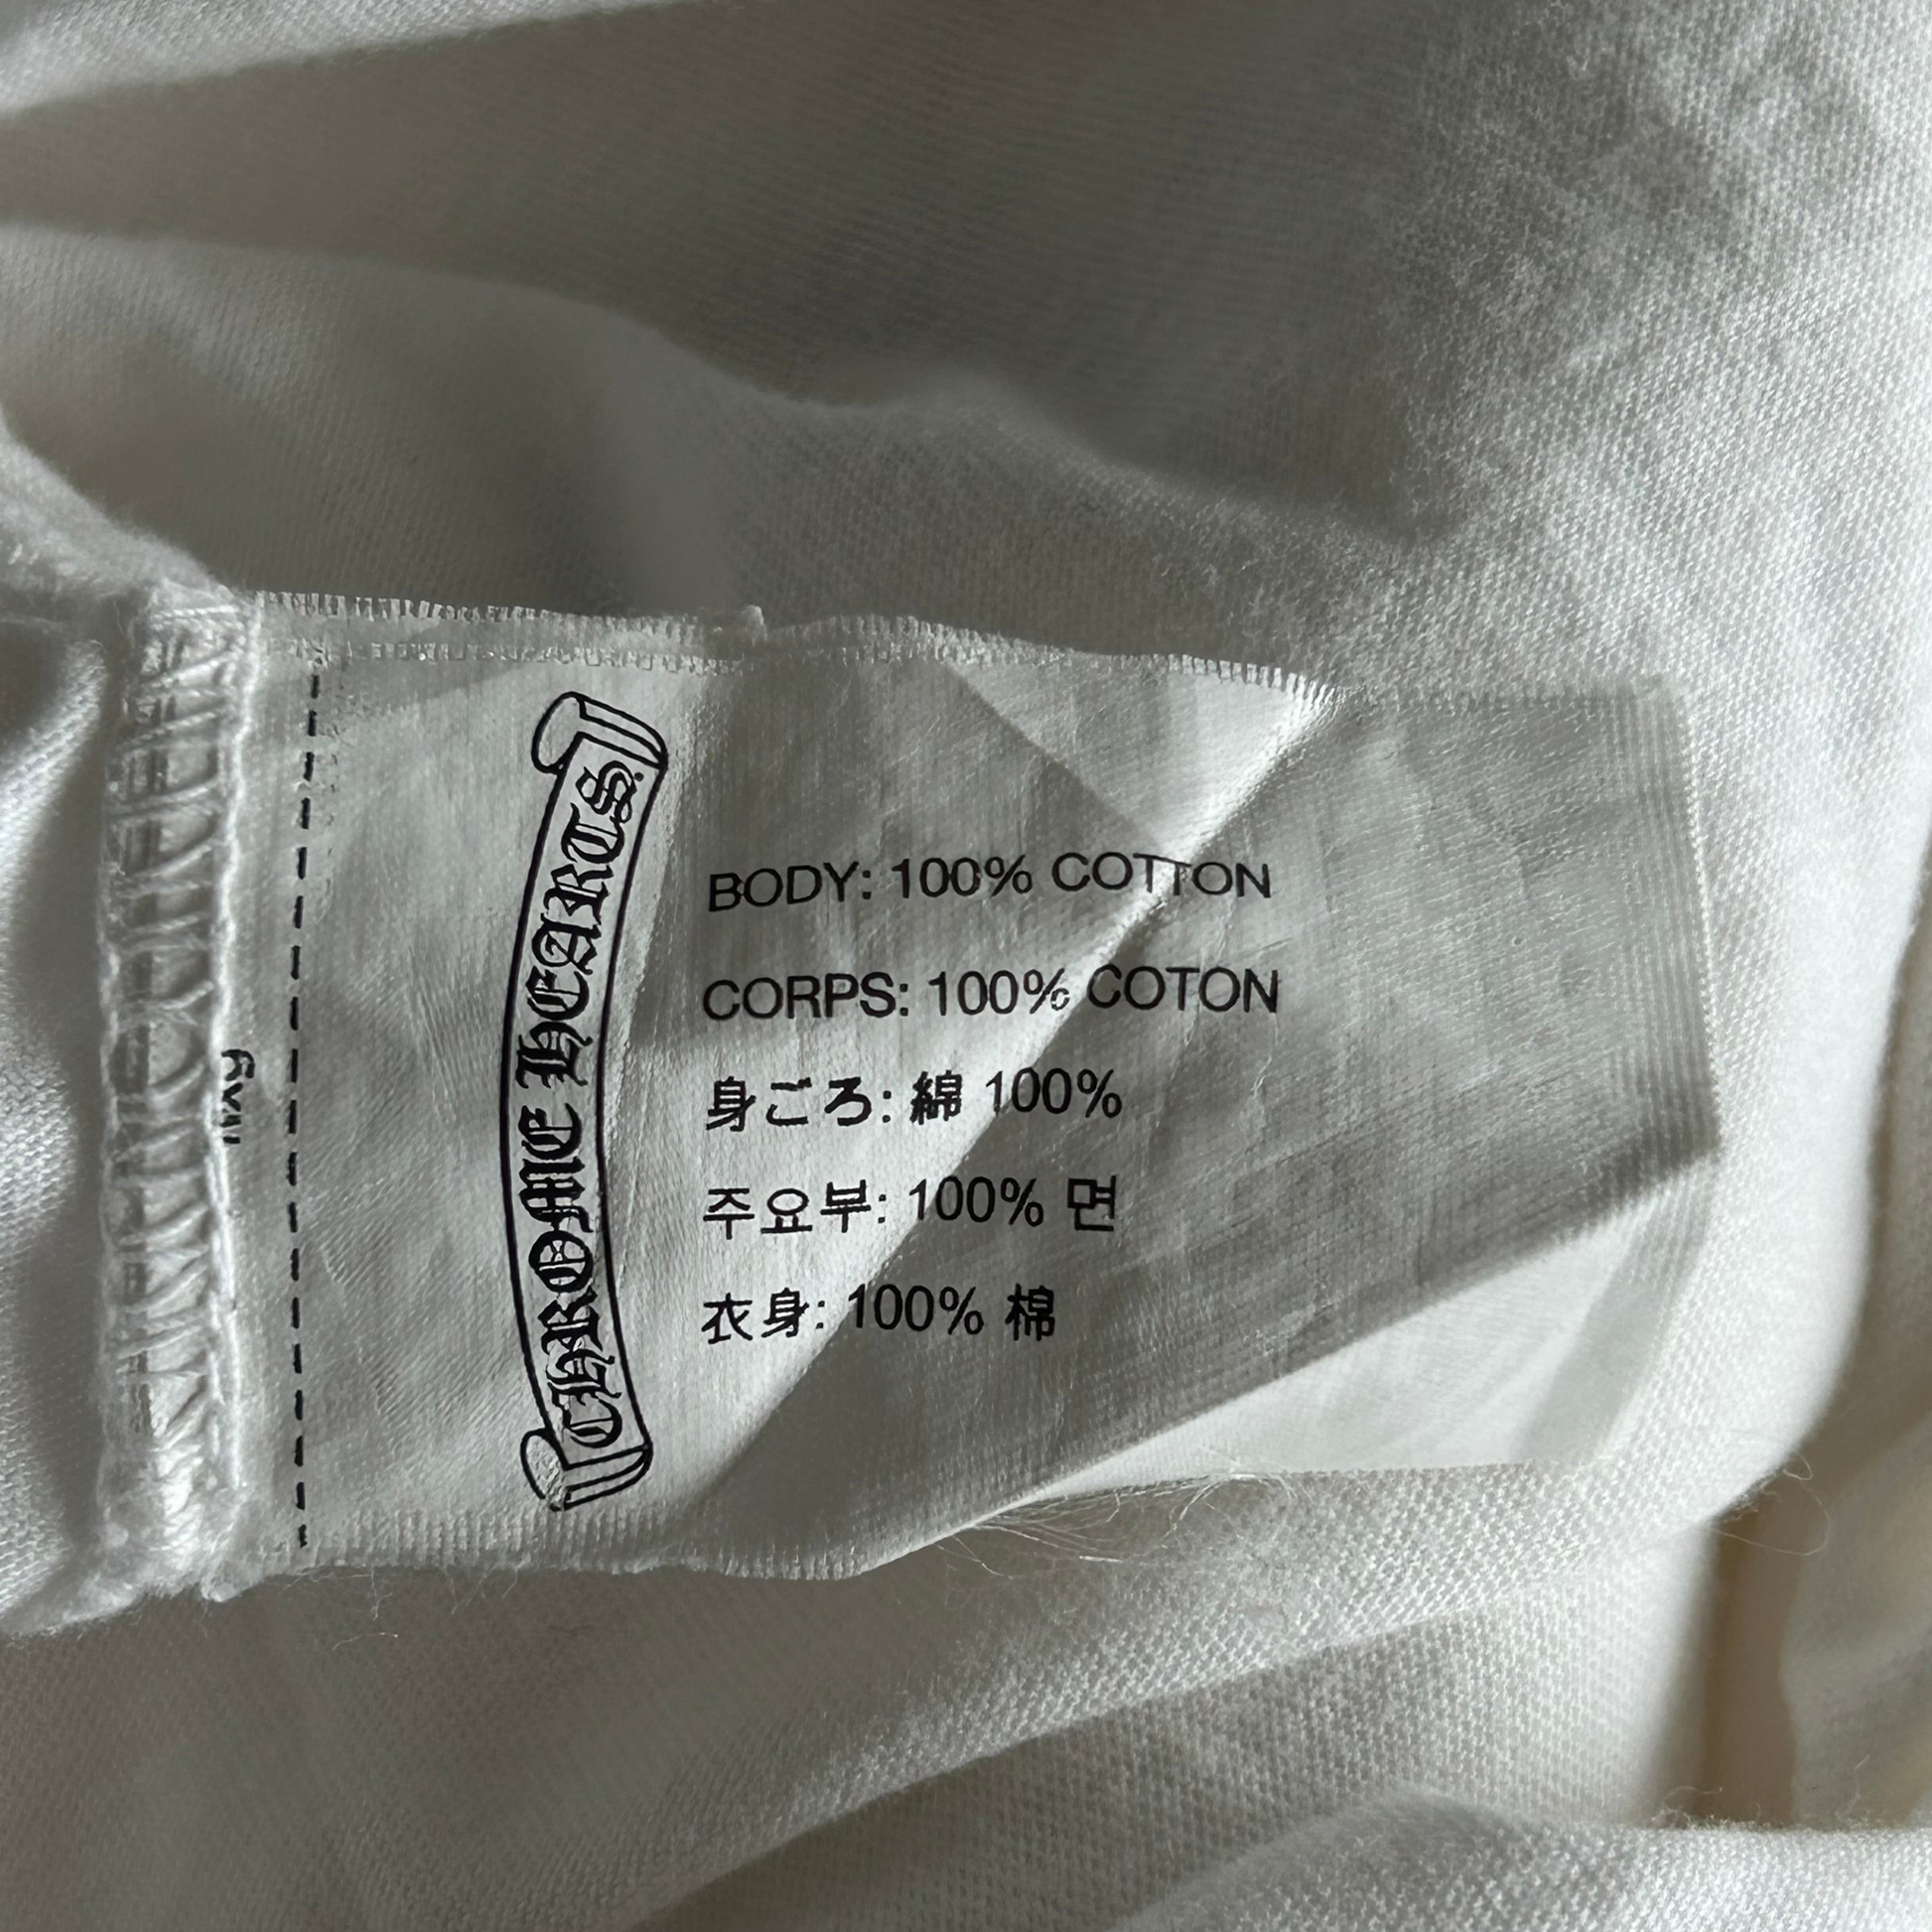 CHROME HEARTS
BODY: 100% COTTON
CORPS: 100% COTON
身ごろ: 綿 100%
주요부: 100% 면
衣身: 100% 棉